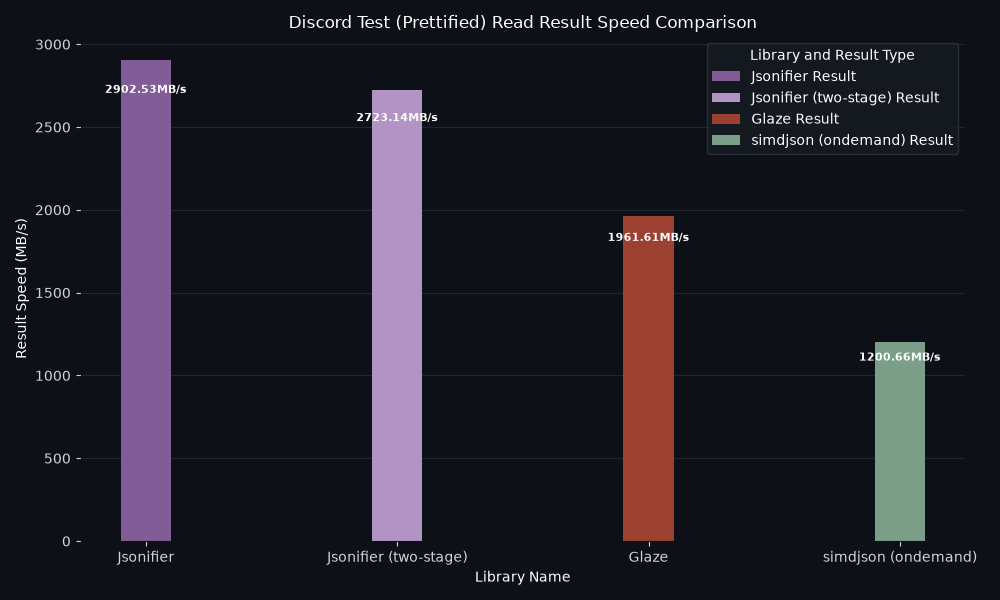 Discord Test (Prettified) Read Result Speed Comparison
Library and Result Type
Jsonifier Result
Jsonifier (two-stage) Result
Glaze Result
simdjson (ondemand) Result
Result Speed (MB/s)
3000
2500
2000
1500
1000
500
0
2902.53MB/s
2723.14MB/s
1961.61MB/s
1200.66MB/s
Jsonifier
Jsonifier (two-stage)
Glaze
simdjson (ondemand)
Library Name